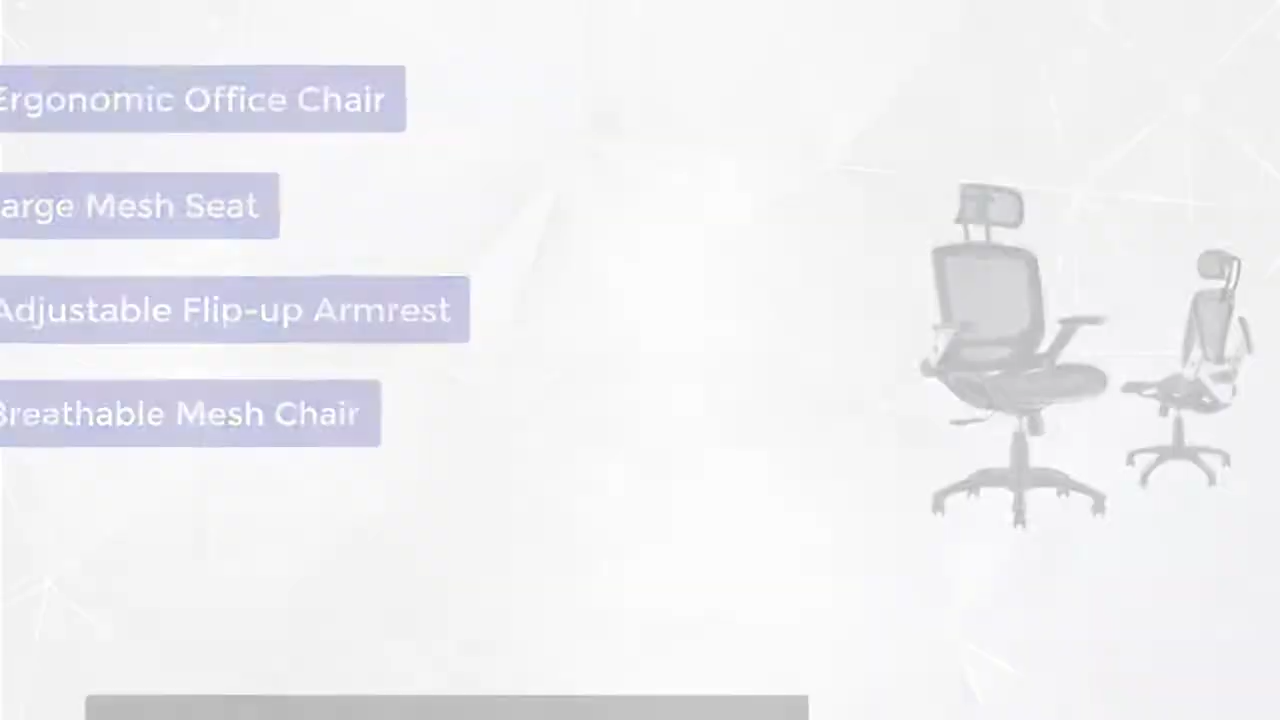 Ergonomic Office Chair
arge Mesh Seat
Adjustable Flip-up Armrest
Breathable Mesh Chair